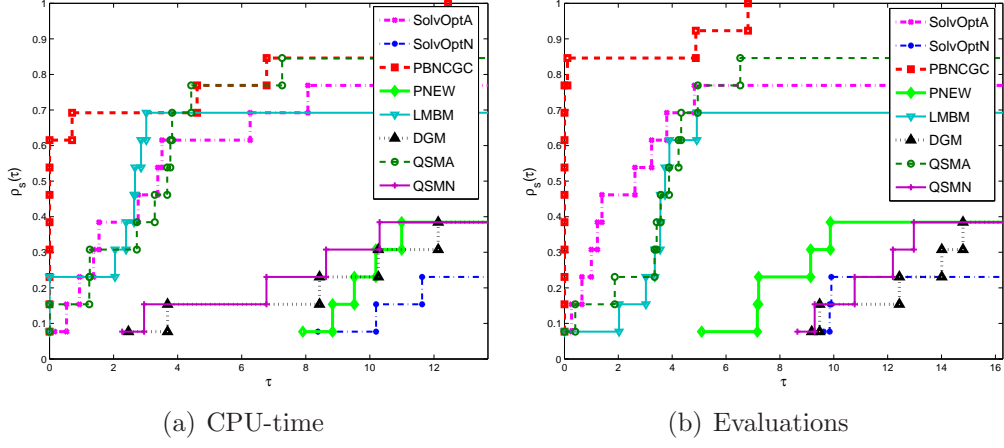 1
0.9
0.8
0.7
0.6
0.5
0.4
0.3
0.2
0.1
0
ρs(τ)
0 2 4 6 8 10 12
τ
SolvOptA
SolvOptN
PBNCGC
PNEW
LMBM
DGM
QSMA
QSMN
(a) CPU-time
1
0.9
0.8
0.7
0.6
0.5
0.4
0.3
0.2
0.1
0
ρs(τ)
0 2 4 6 8 10 12 14 16
τ
SolvOptA
SolvOptN
PBNCGC
PNEW
LMBM
DGM
QSMA
QSMN
(b) Evaluations